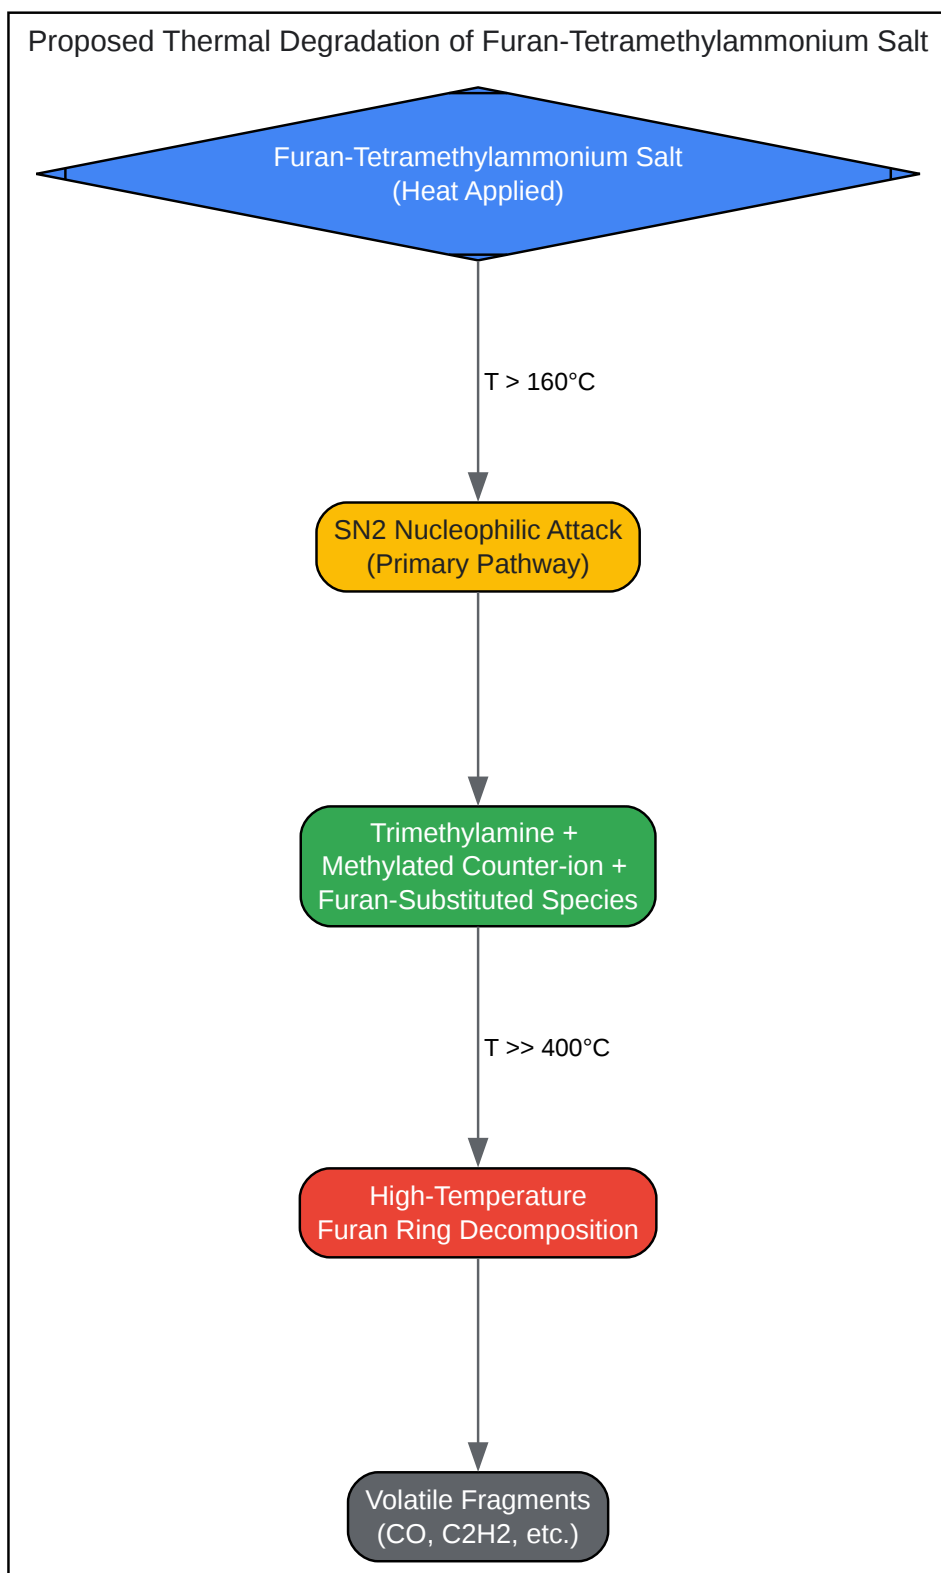 Proposed Thermal Degradation of Furan-Tetramethylammonium Salt
Furan-Tetramethylammonium Salt
(Heat Applied)
T > 160°C
SN2 Nucleophilic Attack
(Primary Pathway)
Trimethylamine +
Methylated Counter-ion +
Furan-Substituted Species
T >> 400°C
High-Temperature
Furan Ring Decomposition
Volatile Fragments
(CO, C2H2, etc.)